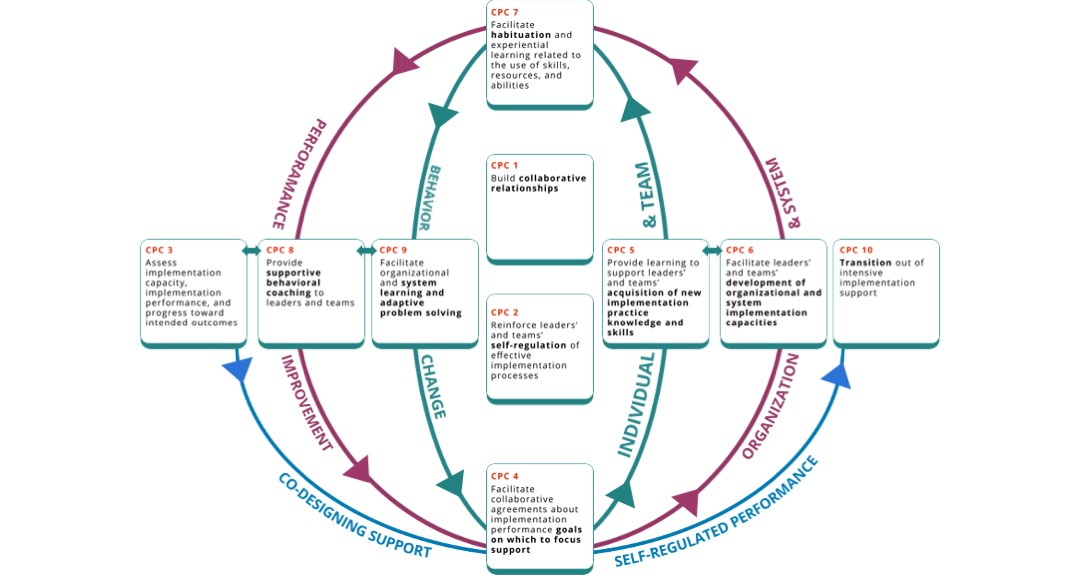 CPC 7
Facilitate
habituation and
experiential
learning related to
the use of skills,
resources, and
abilities
PERFORAMANCE
BEHAVIOR
& TEAM
& SYSTEM
CPC 1
Build collaborative
relationships
CPC 3
Assess
implementation
capacity,
implementation
performance, and
progress toward
intended outcomes
CPC 8
Provide
supportive
behavioral
coaching to
leaders and teams
CPC 9
Facilitate
organizational
and system
learning and
adaptive
problem solving
CPC 2
Reinforce leaders'
and teams'
self-regulation of
effective
implementation
processes
CPC 5
Provide learning to
support leaders'
and teams'
acquisition of new
implementation
practice
knowledge and
skills
CPC 6
Facilitate leaders'
and teams'
development of
organizational and
system
implementation
capacities
CPC 10
Transition out of
intensive
implementation
support
IMPROVEMENT
CHANGE
INDIVIDUAL
ORGANIZATION
CPC 4
Facilitate
collaborative
agreements about
implementation
performance goals
on which to focus
support
CO-DESIGNING SUPPORT
SELF-REGULATED PERFORMANCE